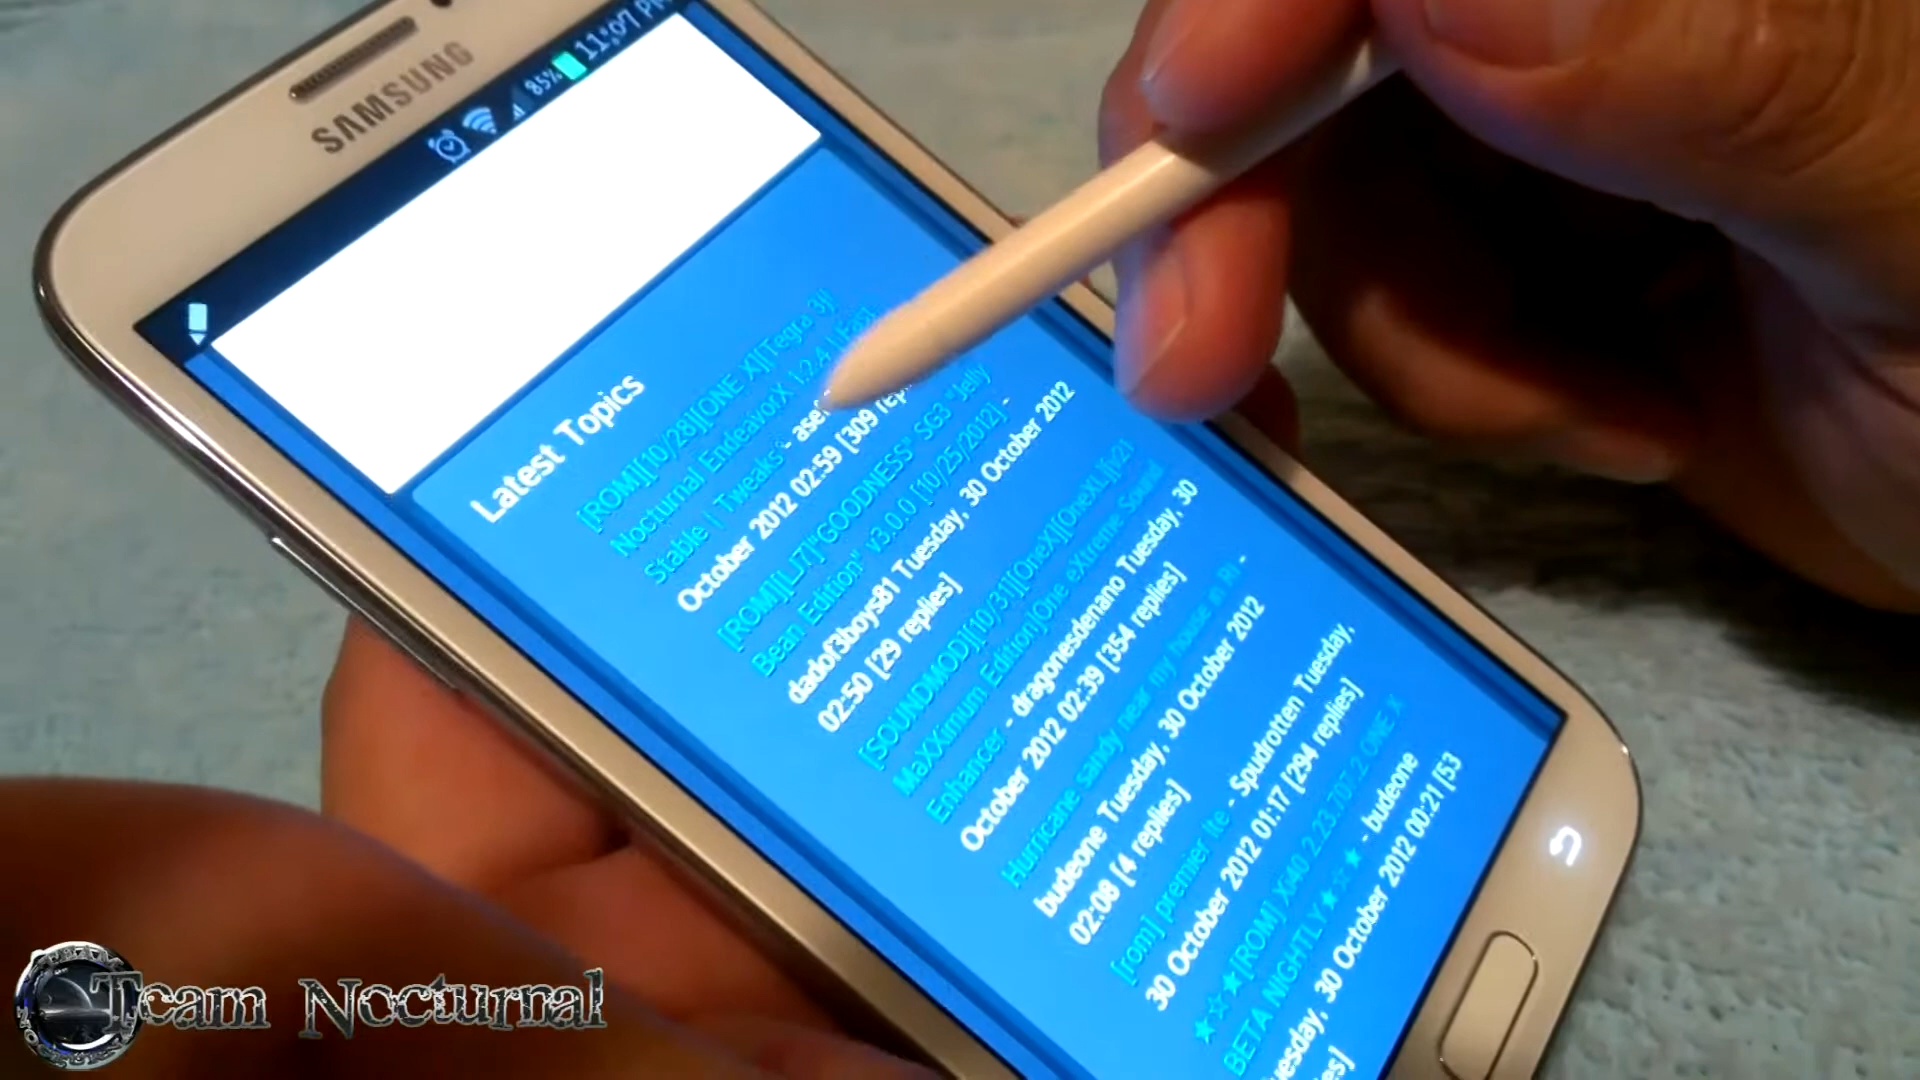 SAMSUNG
85% 11:07 PM
Latest Topics
[ROM][10/28][ONE X][Tegra 3]/
Nocturnal EndeavorX 1.2.4 | Fast
Stable | Tweaks - 
October 2012 02:59 [309
[ROM][LJ7]"GOODNESS" SG3 "Jelly
Bean Edition" v3.0.0 [10/25/2012] -
dadof3boys81 Tuesday, 30 October 2012
02:50 [29 replies]
[SOUNDMOD][10/31][OneX][OneXL][
MaXXimum Edition]One eXtreme Sound
Enhancer - dragonesdenano Tuesday, 30
October 2012 02:39 [354 replies]
Hurricane sandy near my house in Ri -
budeone Tuesday, 30 October 2012
02:08 [4 replies]
[rom] premier lte - Spudrotten Tuesday,
30 October 2012 01:17 [294 replies]
★☆★[ROM] X640 2.23.707.2 ONE X
BETA NIGHTLY★☆★ - budeone
Tuesday, 30 October 2012 00:21 [53
Team Nocturnal